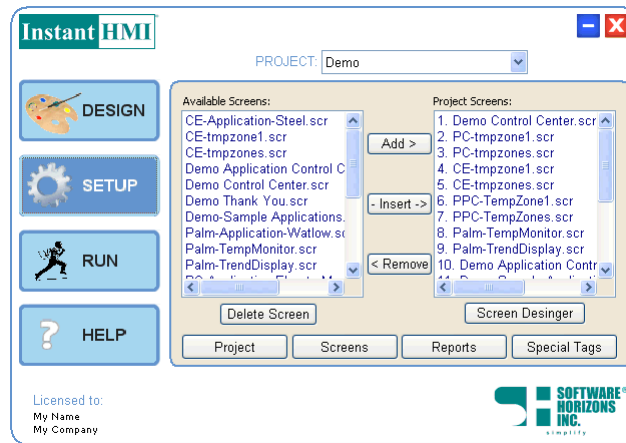 Instant HMI
PROJECT: Demo
DESIGN
SETUP
RUN
HELP
Available Screens:
CE-Application-Steel.scr
CE-tmpzone1.scr
CE-tmpzones.scr
Demo Application Control C
Demo Control Center.scr
Demo Thank You.scr
Demo-Sample Applications.
Palm-Application-Watlow.sc
Palm-TempMonitor.scr
Palm-TrendDisplay.scr
Add >
- Insert ->
< Remove
Project Screens:
1. Demo Control Center.scr
2. PC-tmpzone1.scr
3. PC-tmpzones.scr
4. CE-tmpzone1.scr
5. CE-tmpzones.scr
6. PPC-TempZone1.scr
7. PPC-TempZones.scr
8. Palm-TempMonitor.scr
9. Palm-TrendDisplay.scr
10. Demo Application Contr
Delete Screen
Screen Desinger
Project
Screens
Reports
Special Tags
Licensed to:
My Name
My Company
SOFTWARE®
HORIZONS
INC.
simplify